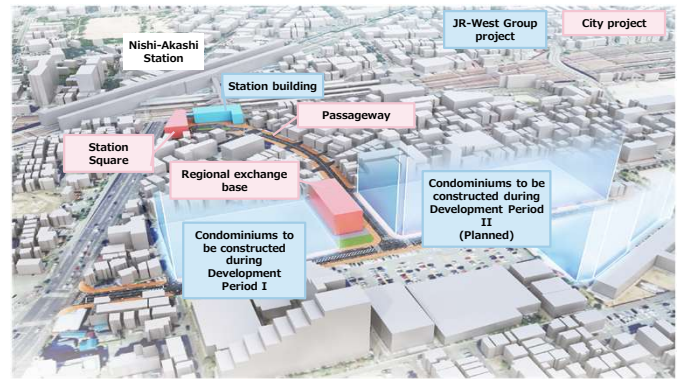 JR-West Group
project
City project
Nishi-Akashi
Station
Station building
Passageway
Station
Square
Regional exchange
base
Condominiums to be
constructed during
Development Period
II
(Planned)
Condominiums to
be constructed
during
Development
Period I